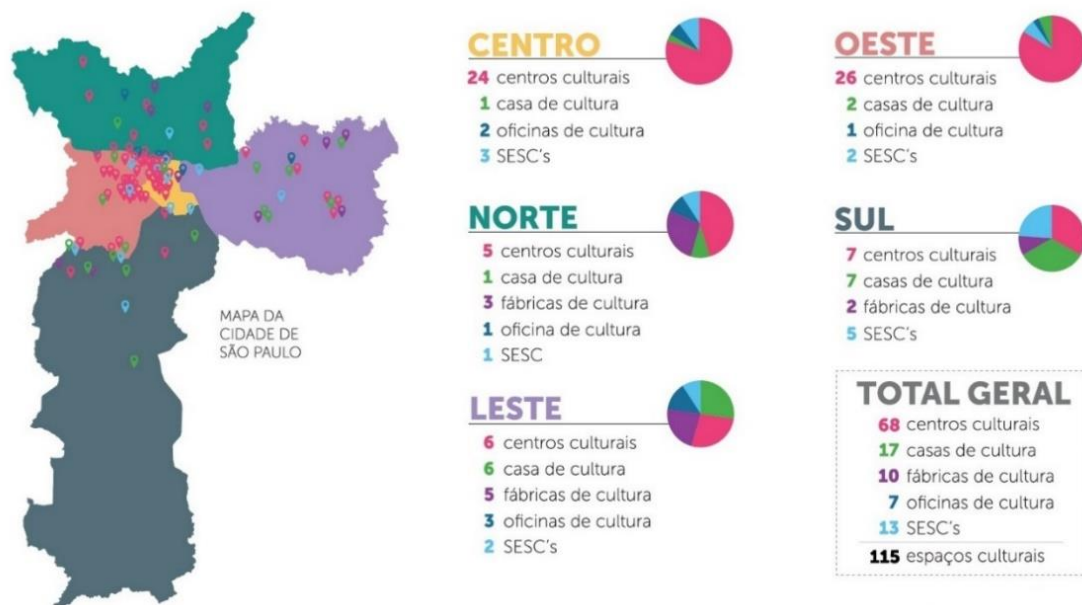 MAPA DA
CIDADE DE
SÃO PAULO
CENTRO
24 centros culturais
1 casa de cultura
2 oficinas de cultura
3 SESC's
NORTE
5 centros culturais
1 casa de cultura
3 fábricas de cultura
1 oficina de cultura
1 SESC
LESTE
6 centros culturais
6 casa de cultura
5 fábricas de cultura
3 oficinas de cultura
2 SESC's
OESTE
26 centros culturais
2 casas de cultura
1 oficina de cultura
2 SESC's
SUL
7 centros culturais
7 casas de cultura
2 fábricas de cultura
5 SESC's
TOTAL GERAL
68 centros culturais
17 casas de cultura
10 fábricas de cultura
7 oficinas de cultura
13 SESC's
115 espaços culturais